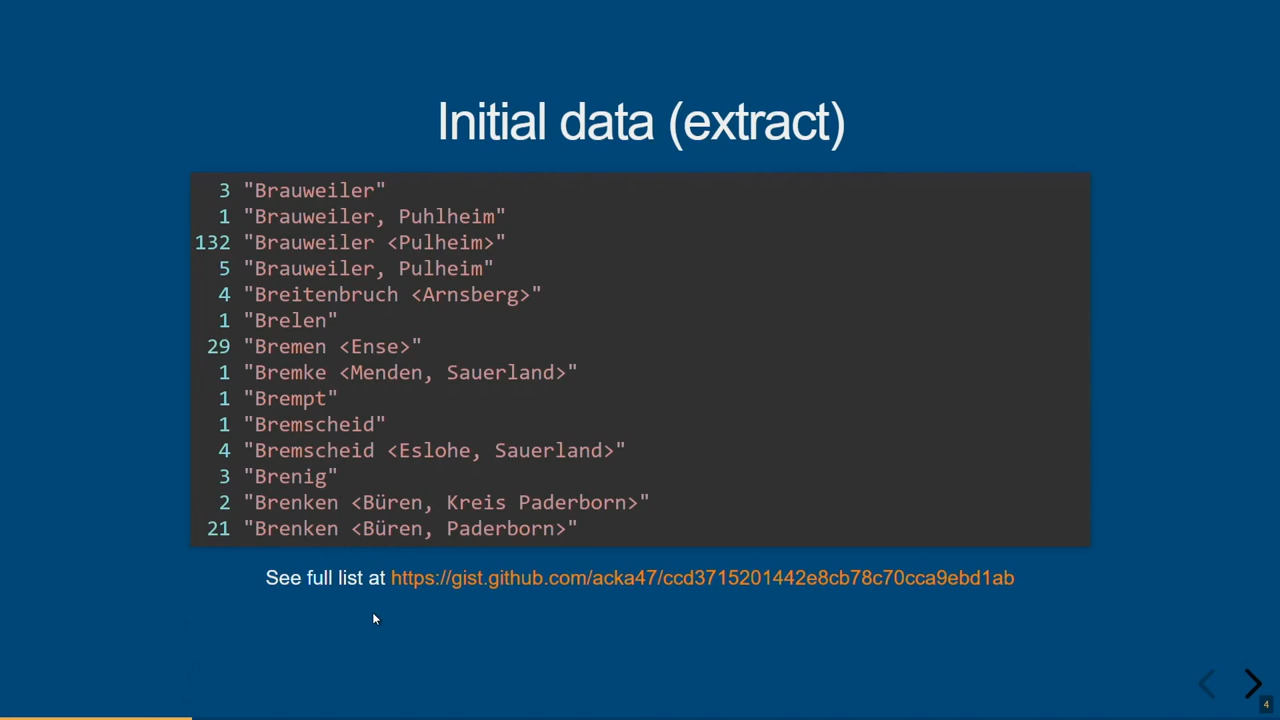 Initial data (extract)
3 "Brauweiler"
1 "Brauweiler, Puhlheim"
132 "Brauweiler <Pulheim>"
5 "Brauweiler, Pulheim"
4 "Breitenbruch <Arnsberg>"
1 "Brelen"
29 "Bremen <Ense>"
1 "Bremke <Menden, Sauerland>"
1 "Brempt"
1 "Bremscheid"
4 "Bremscheid <Eslohe, Sauerland>"
3 "Brenig"
2 "Brenken <Büren, Kreis Paderborn>"
21 "Brenken <Büren, Paderborn>"
See full list at https://gist.github.com/acka47/ccd3715201442e8cb78c70cca9ebd1ab
4